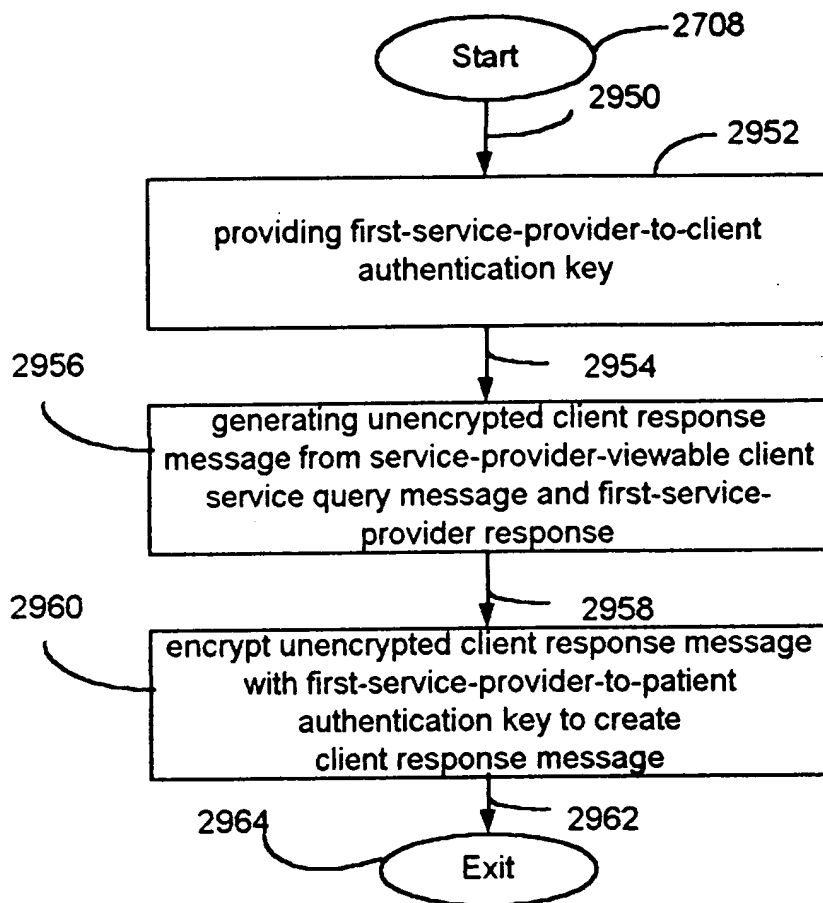 Start
2708
2950
2952
providing first-service-provider-to-client
authentication key
2954
2956
generating unencrypted client response
message from service-provider-viewable client
service query message and first-service-
provider response
2958
2960
encrypt unencrypted client response message
with first-service-provider-to-patient
authentication key to create
client response message
2962
2964
Exit